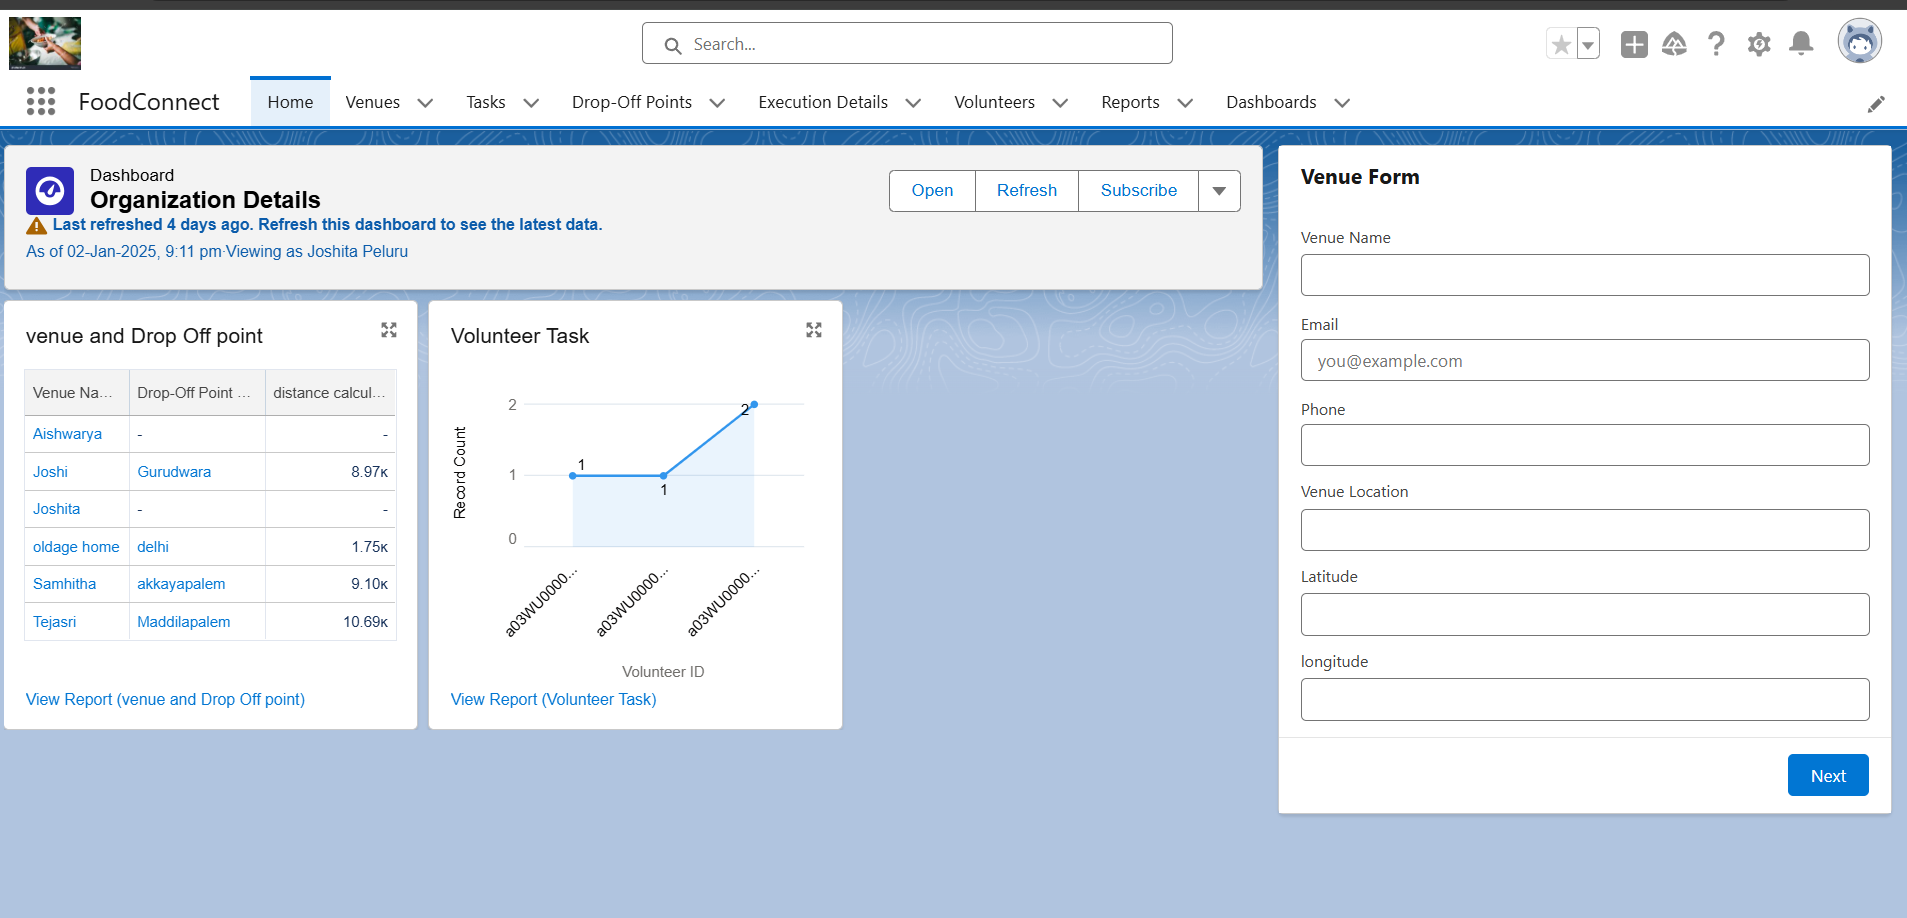 Search...
FoodConnect
Home
Venues
Tasks
Drop-Off Points
Execution Details
Volunteers
Reports
Dashboards
Dashboard
Organization Details
Last refreshed 4 days ago. Refresh this dashboard to see the latest data.
As of 02-Jan-2025, 9:11 pm·Viewing as Joshita Peluru
Open
Refresh
Subscribe
venue and Drop Off point
Venue Na... Drop-Off Point ... distance calcul...
Aishwarya - -
Joshi Gurudwara 8.97K
Joshita - -
oldage home delhi 1.75K
Samhitha akkayapalem 9.10K
Tejasri Maddilapalem 10.69K
View Report (venue and Drop Off point)
Volunteer Task
Record Count
2
1
0
1
1
2
a03WU0000...
a03WU0000...
a03WU0000...
Volunteer ID
View Report (Volunteer Task)
Venue Form
Venue Name
Email
you@example.com
Phone
Venue Location
Latitude
longitude
Next